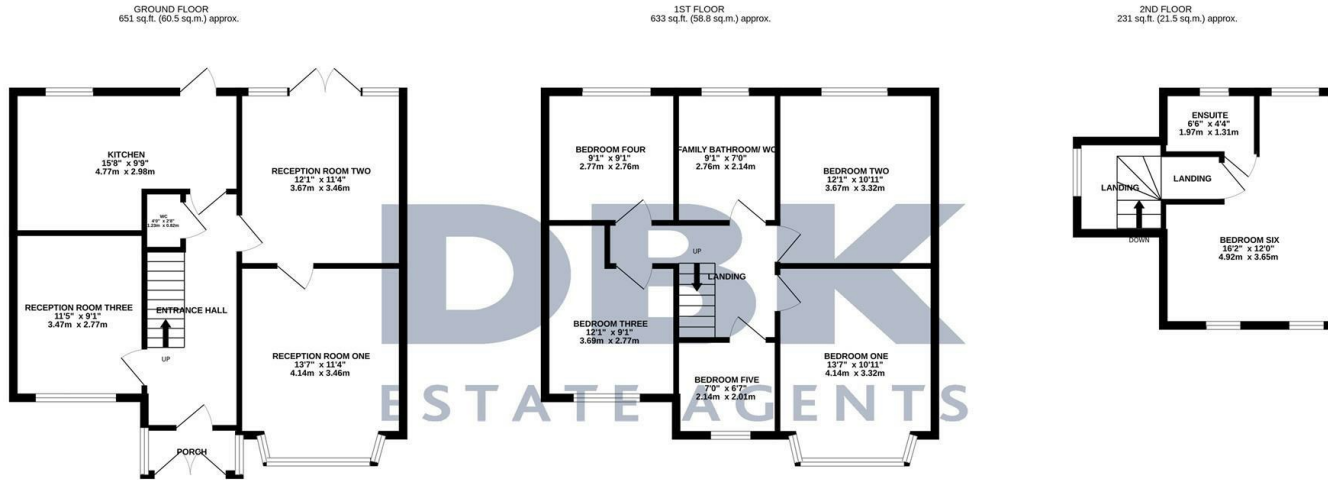 GROUND FLOOR
651 sq.ft. (60.5 sq.m.) approx.
KITCHEN
15'8" x 9'9"
4.77m x 2.98m
RECEPTION ROOM TWO
12'1" x 11'4"
3.67m x 3.46m
WC
RECEPTION ROOM THREE
11'5" x 9'1"
3.47m x 2.77m
ENTRANCE HALL
UP
RECEPTION ROOM ONE
13'7" x 11'4"
4.14m x 3.46m
PORCH
1ST FLOOR
633 sq.ft. (58.8 sq.m.) approx.
BEDROOM FOUR
9'1" x 9'1"
2.77m x 2.76m
FAMILY BATHROOM/ WC
9'1" x 7'0"
2.76m x 2.14m
BEDROOM TWO
12'1" x 10'11"
3.67m x 3.32m
UP
LANDING
BEDROOM THREE
12'1" x 9'1"
3.69m x 2.77m
BEDROOM FIVE
7'0" x 6'7"
2.14m x 2.01m
BEDROOM ONE
13'7" x 10'11"
4.14m x 3.32m
2ND FLOOR
231 sq.ft. (21.5 sq.m.) approx.
ENSUITE
6'6" x 4'4"
1.97m x 1.31m
LANDING
LANDING
DOWN
BEDROOM SIX
16'2" x 12'0"
4.92m x 3.65m
DBK
ESTATE AGENTS